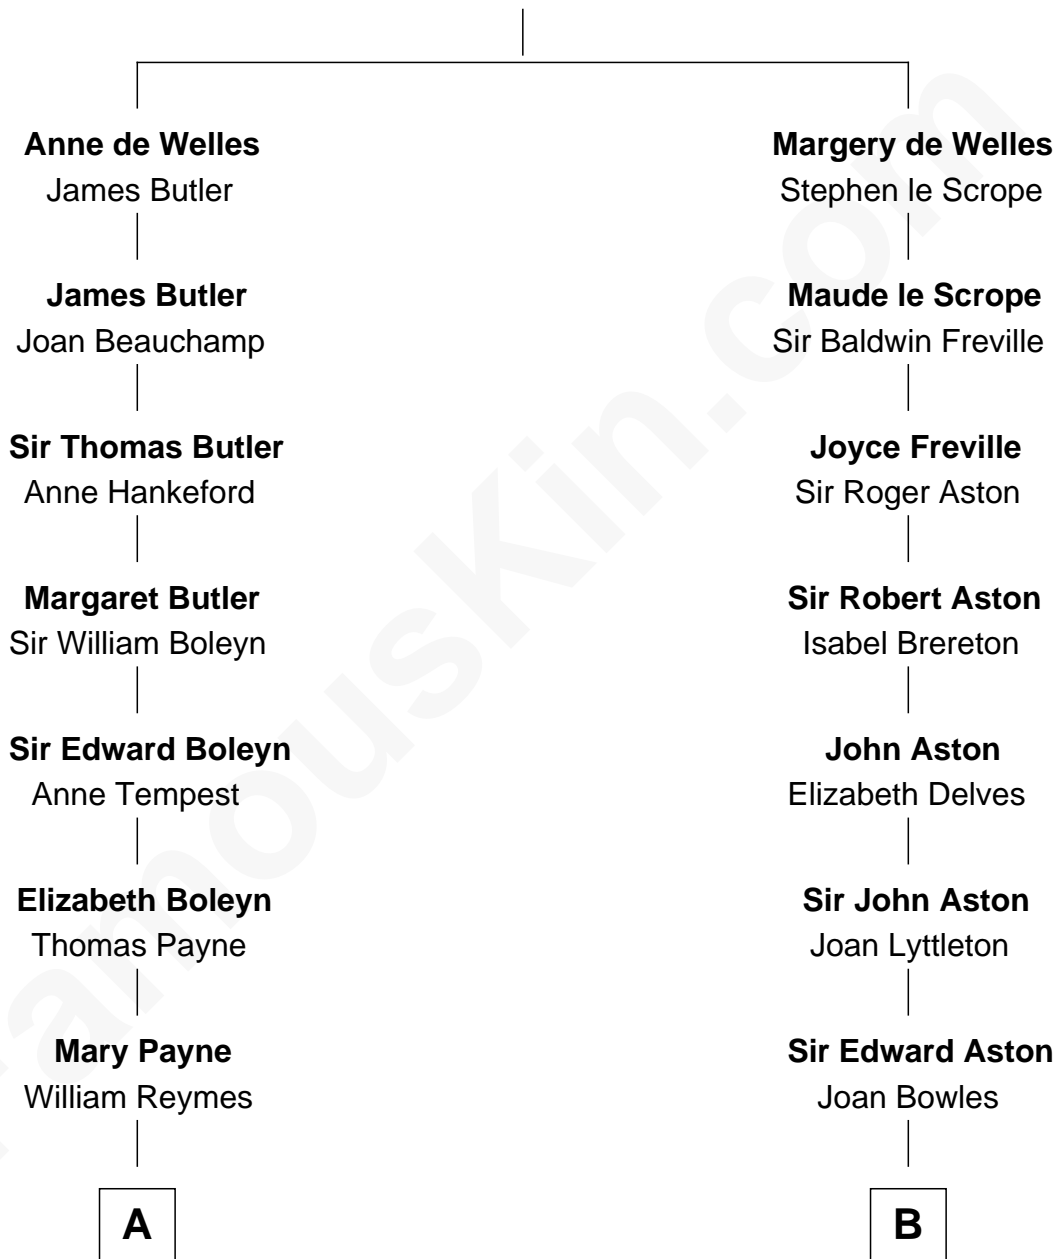 Anne de Welles
James Butler
James Butler
Joan Beauchamp
Sir Thomas Butler
Anne Hankeford
Margaret Butler
Sir William Boleyn
Sir Edward Boleyn
Anne Tempest
Elizabeth Boleyn
Thomas Payne
Mary Payne
William Reymes
A
Margery de Welles
Stephen le Scrope
Maude le Scrope
Sir Baldwin Freville
Joyce Freville
Sir Roger Aston
Sir Robert Aston
Isabel Brereton
John Aston
Elizabeth Delves
Sir John Aston
Joan Lyttleton
Sir Edward Aston
Joan Bowles
B
FamousKin.com